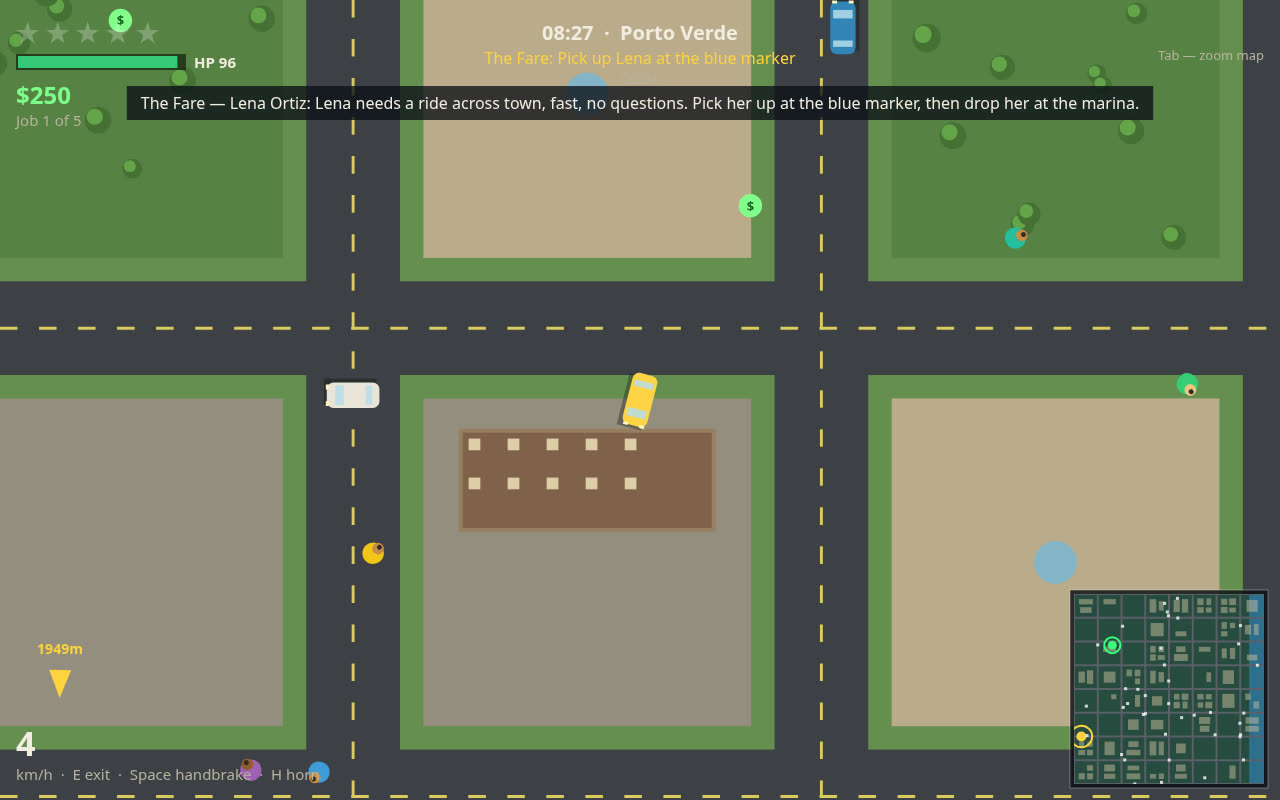 $
08:27 · Porto Verde
The Fare: Pick up Lena at the blue marker
Tab — zoom map
HP 96
$250
Job 1 of 5
The Fare — Lena Ortiz: Lena needs a ride across town, fast, no questions. Pick her up at the blue marker, then drop her at the marina.
$
1949m
4
km/h · E exit · Space handbrake · H horn